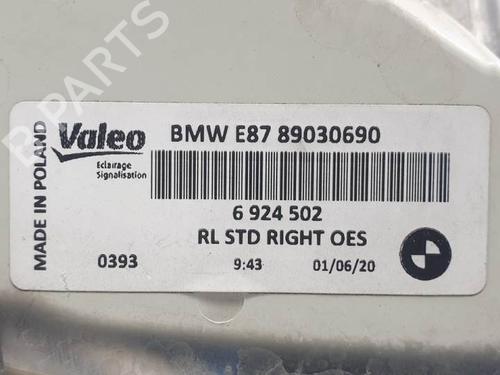 B-PARTS
MADE IN POLAND
Valeo
Eclairage
Signalisation
BMW E87 89030690
6 924 502
RL STD RIGHT OES
0393
9:43
01/06/20